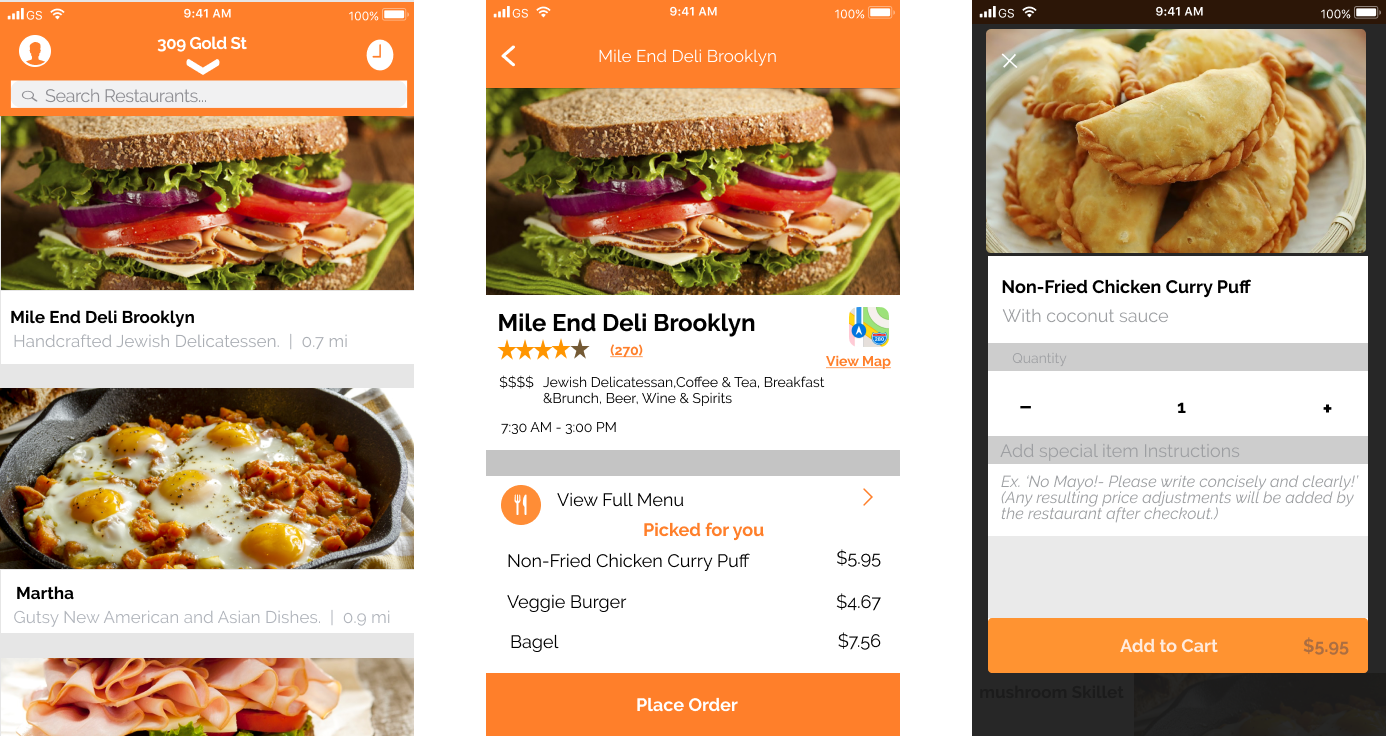 GS 9:41 AM 100%
309 Gold St
Search Restaurants...
Mile End Deli Brooklyn
Handcrafted Jewish Delicatessen. | 0.7 mi
Martha
Gutsy New American and Asian Dishes. | 0.9 mi
GS 9:41 AM 100%
Mile End Deli Brooklyn
Mile End Deli Brooklyn
(270)
280
View Map
$$$$ Jewish Delicatessan,Coffee & Tea, Breakfast
&Brunch, Beer, Wine & Spirits
7:30 AM - 3:00 PM
View Full Menu
Picked for you
Non-Fried Chicken Curry Puff $5.95
Veggie Burger $4.67
Bagel $7.56
Place Order
GS 9:41 AM 100%
Non-Fried Chicken Curry Puff
With coconut sauce
Quantity
– 1 +
Add special item Instructions
Ex. ‘No Mayo!- Please write concisely and clearly!’
(Any resulting price adjustments will be added by
the restaurant after checkout.)
Add to Cart $5.95
mushroom Skillet